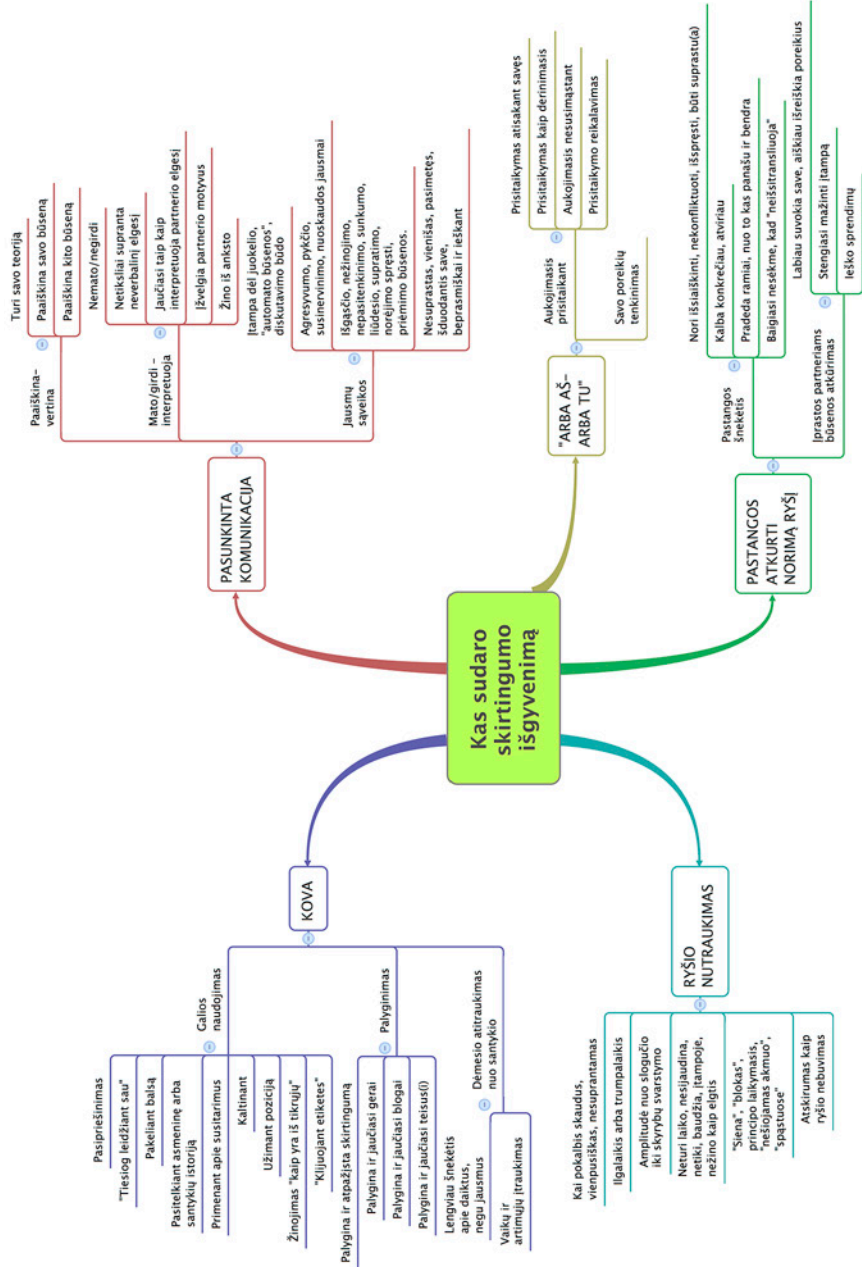 Kas sudaro
skirtingumo
išgyvenimą
PASUNKINTA
KOMUNIKACIJA
Paaiškina–
vertina
Turi savo teoriją
Paaiškina savo būseną
Paaiškina kito būseną
Mato/girdi –
interpretuoja
Nemato/negirdi
Netiksliai supranta
neverbalinį elgesį
Jaučiasi taip kaip
interpretuoja partnerio elgesį
Įžvelgia partnerio motyvus
Žino iš anksto
Jausmų
sąveikos
Įtampa dėl juokelio,
"automato būsenos",
diskutavimo būdo
Agresyvumo, pykčio,
susinervinimo, nuoskaudos jausmai
Išgąsčio, nežinojimo,
nepasitenkinimo, sunkumo,
liūdesio, supratimo,
norėjimo spręsti,
priėmimo būsenos.
Nesuprastas, vienišas, pasimetęs,
šduodantis save,
beprasmiškai ir ieškant
"ARBA AŠ–
ARBA TU"
Aukojimasis
prisitaikant
Prisitaikymas atisakant savęs
Prisitaikymas kaip derinimasis
Aukojimasis nesusimąstant
Prisitaikymo reikalavimas
Savo poreikių
tenkinimas
PASTANGOS
ATKURTI
NORIMĄ RYŠĮ
Pastangos
šnekėtis
Nori išsiaiškinti, nekonfliktuoti, išspręsti, būti suprastu(a)
Kalba konkrečiau, atviriau
Pradeda ramiai, nuo to kas panašu ir bendra
Baigiasi nesėkme, kad "neišsitransliuoja"
Įprastos partneriams
būsenos atkūrimas
Labiau suvokia save, aiškiau išreiškia poreikius
Stengiasi mažinti įtampą
Ieško sprendimų
KOVA
Galios
naudojimas
Pasipriešinimas
"Tiesiog leidžiant sau"
Pakeliant balsą
Pasitelkiant asmeninę arba
santykių istoriją
Primenant apie susitarimus
Kaltinant
Užimant poziciją
Žinojimas "kaip yra iš tikrųjų"
"Klijuojant etiketes"
Palyginimas
Palygina ir atpažįsta skirtingumą
Palygina ir jaučiasi gerai
Palygina ir jaučiasi blogai
Palygina ir jaučiasi teisus(i)
Dėmesio atitraukimas
nuo santykio
Lengviau šnekėtis
apie daiktus,
negu jausmus
Vaikų ir
artimųjų įtraukimas
RYŠIO
NUTRAUKIMAS
Kai pokalbis skaudus,
vienpusiškas, nesuprantamas
Ilgalaikis arba trumpalaikis
Amplitudė nuo slogučio
iki skyrybų svarstymo
Neturi laiko, nesijaudina,
netiki, baudžia, įtampoje,
nežino kaip elgtis
"Siena", "blokas",
principo laikymasis,
"nešiojamas akmuo",
"spąstuose"
Atskirumas kaip
ryšio nebuvimas